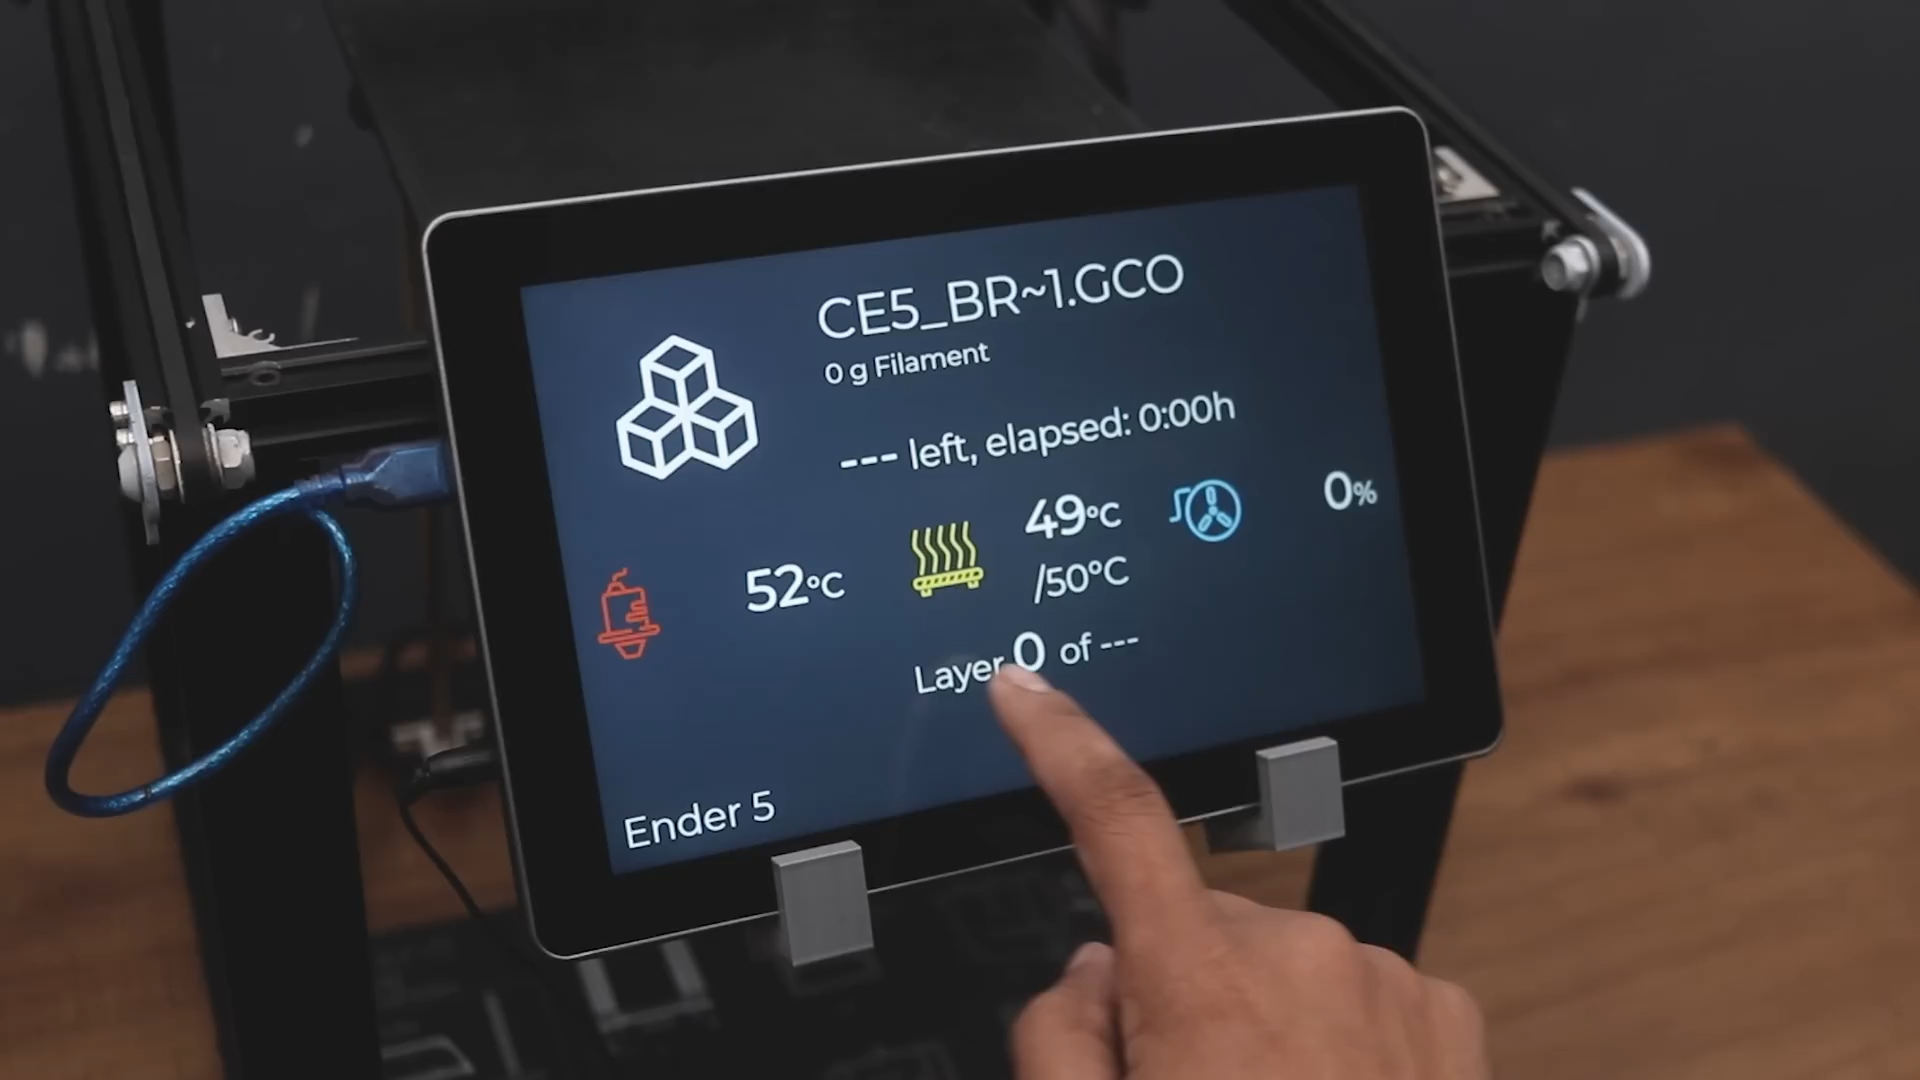 CE5_BR~1.GCO
0 g Filament
--- left, elapsed: 0:00h
52°C
49°C
/50°C
0%
Layer 0 of ---
Ender 5